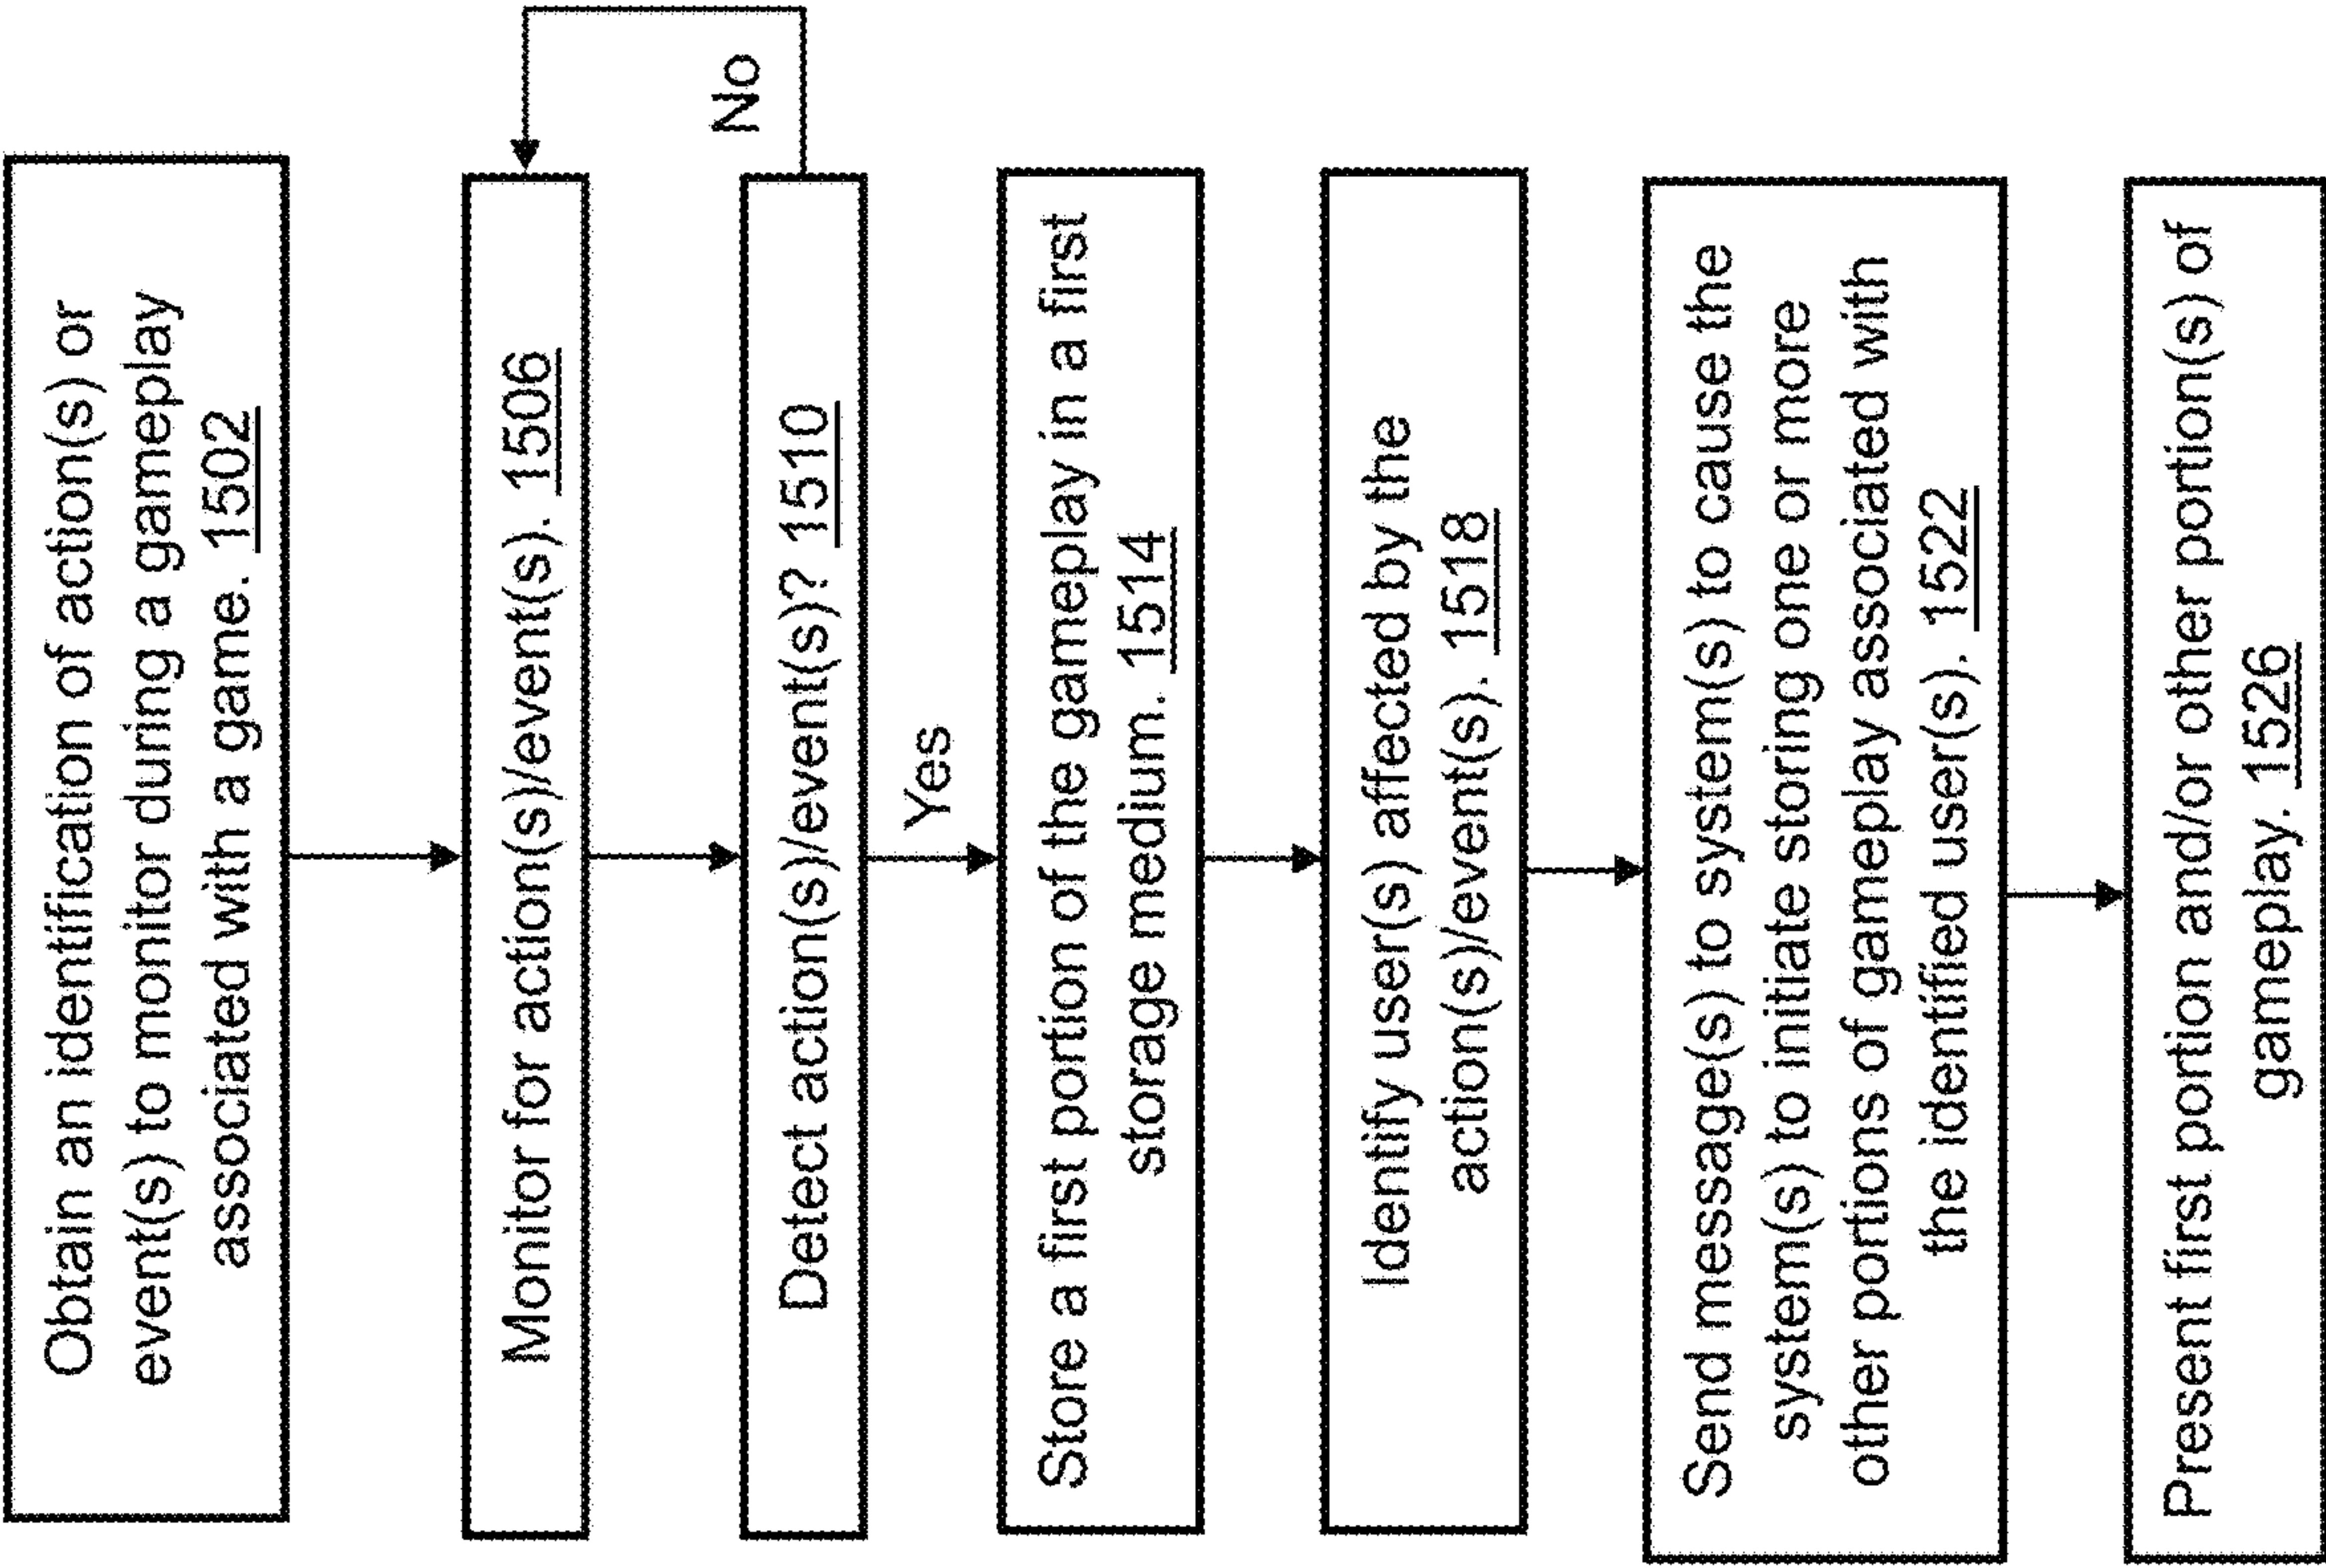 Obtain an identification of action(s) or
event(s) to monitor during a gameplay
associated with a game. 1502
Monitor for action(s)/event(s). 1506
No
Detect action(s)/event(s)? 1510
Yes
Store a first portion of the gameplay in a first
storage medium. 1514
Identify user(s) affected by the
action(s)/event(s). 1518
Send message(s) to system(s) to cause the
system(s) to initiate storing one or more
other portions of gameplay associated with
the identified user(s). 1522
Present first portion and/or other portion(s) of
gameplay. 1526